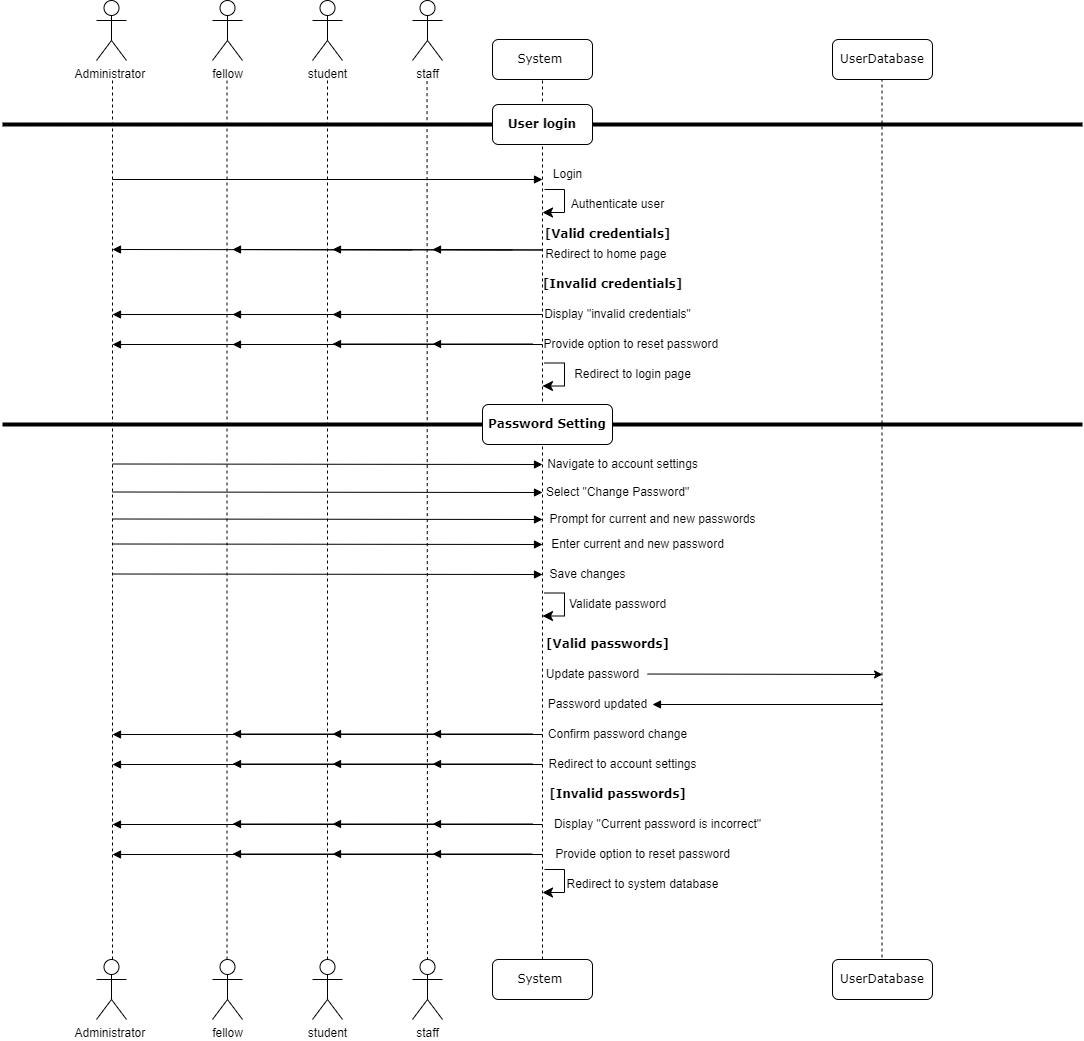 System
UserDatabase
Administrator
fellow
student
staff
User login
Login
Authenticate user
[Valid credentials]
Redirect to home page
[Invalid credentials]
Display "invalid credentials"
Provide option to reset password
Redirect to login page
Password Setting
Navigate to account settings
Select "Change Password"
Prompt for current and new passwords
Enter current and new password
Save changes
Validate password
[Valid passwords]
Update password
Password updated
Confirm password change
Redirect to account settings
[Invalid passwords]
Display "Current password is incorrect"
Provide option to reset password
Redirect to system database
System
UserDatabase
Administrator
fellow
student
staff